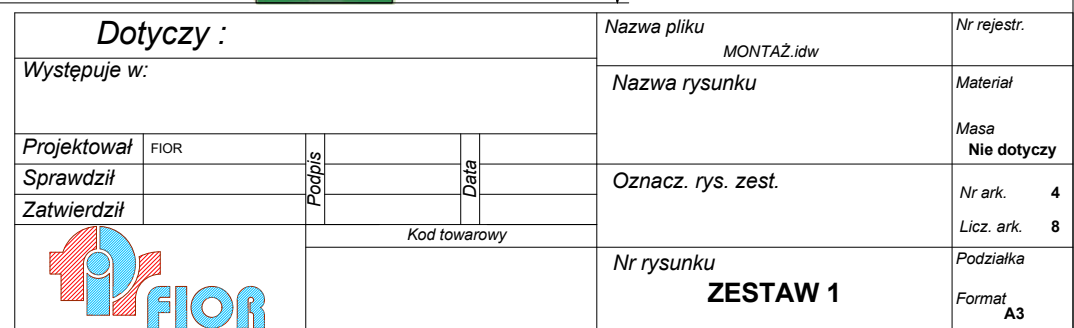 Dotyczy :
Nazwa pliku
MONTAŻ.idw
Nr rejestr.
Występuje w:
Nazwa rysunku
Materiał
Masa
Nie dotyczy
Projektował FIOR
Podpis
Data
Sprawdził
Zatwierdził
Oznacz. rys. zest.
Nr ark. 4
Licz. ark. 8
Kod towarowy
FIOR
Nr rysunku
ZESTAW 1
Podziałka
Format
A3